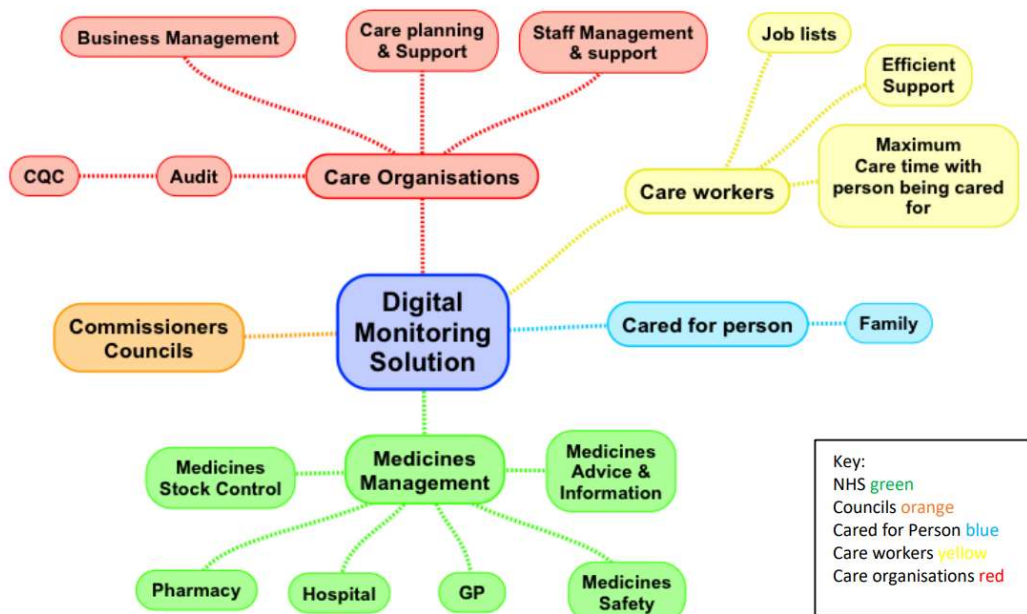 Business Management
Care planning
& Support
Staff Management
& support
Job lists
Efficient
Support
Maximum
Care time with
person being cared
for
CQC
Audit
Care Organisations
Care workers
Commissioners
Councils
Digital
Monitoring
Solution
Cared for person
Family
Medicines
Stock Control
Medicines
Management
Medicines
Advice &
Information
Pharmacy
Hospital
GP
Medicines
Safety
Key:
NHS green
Councils orange
Cared for Person blue
Care workers yellow
Care organisations red